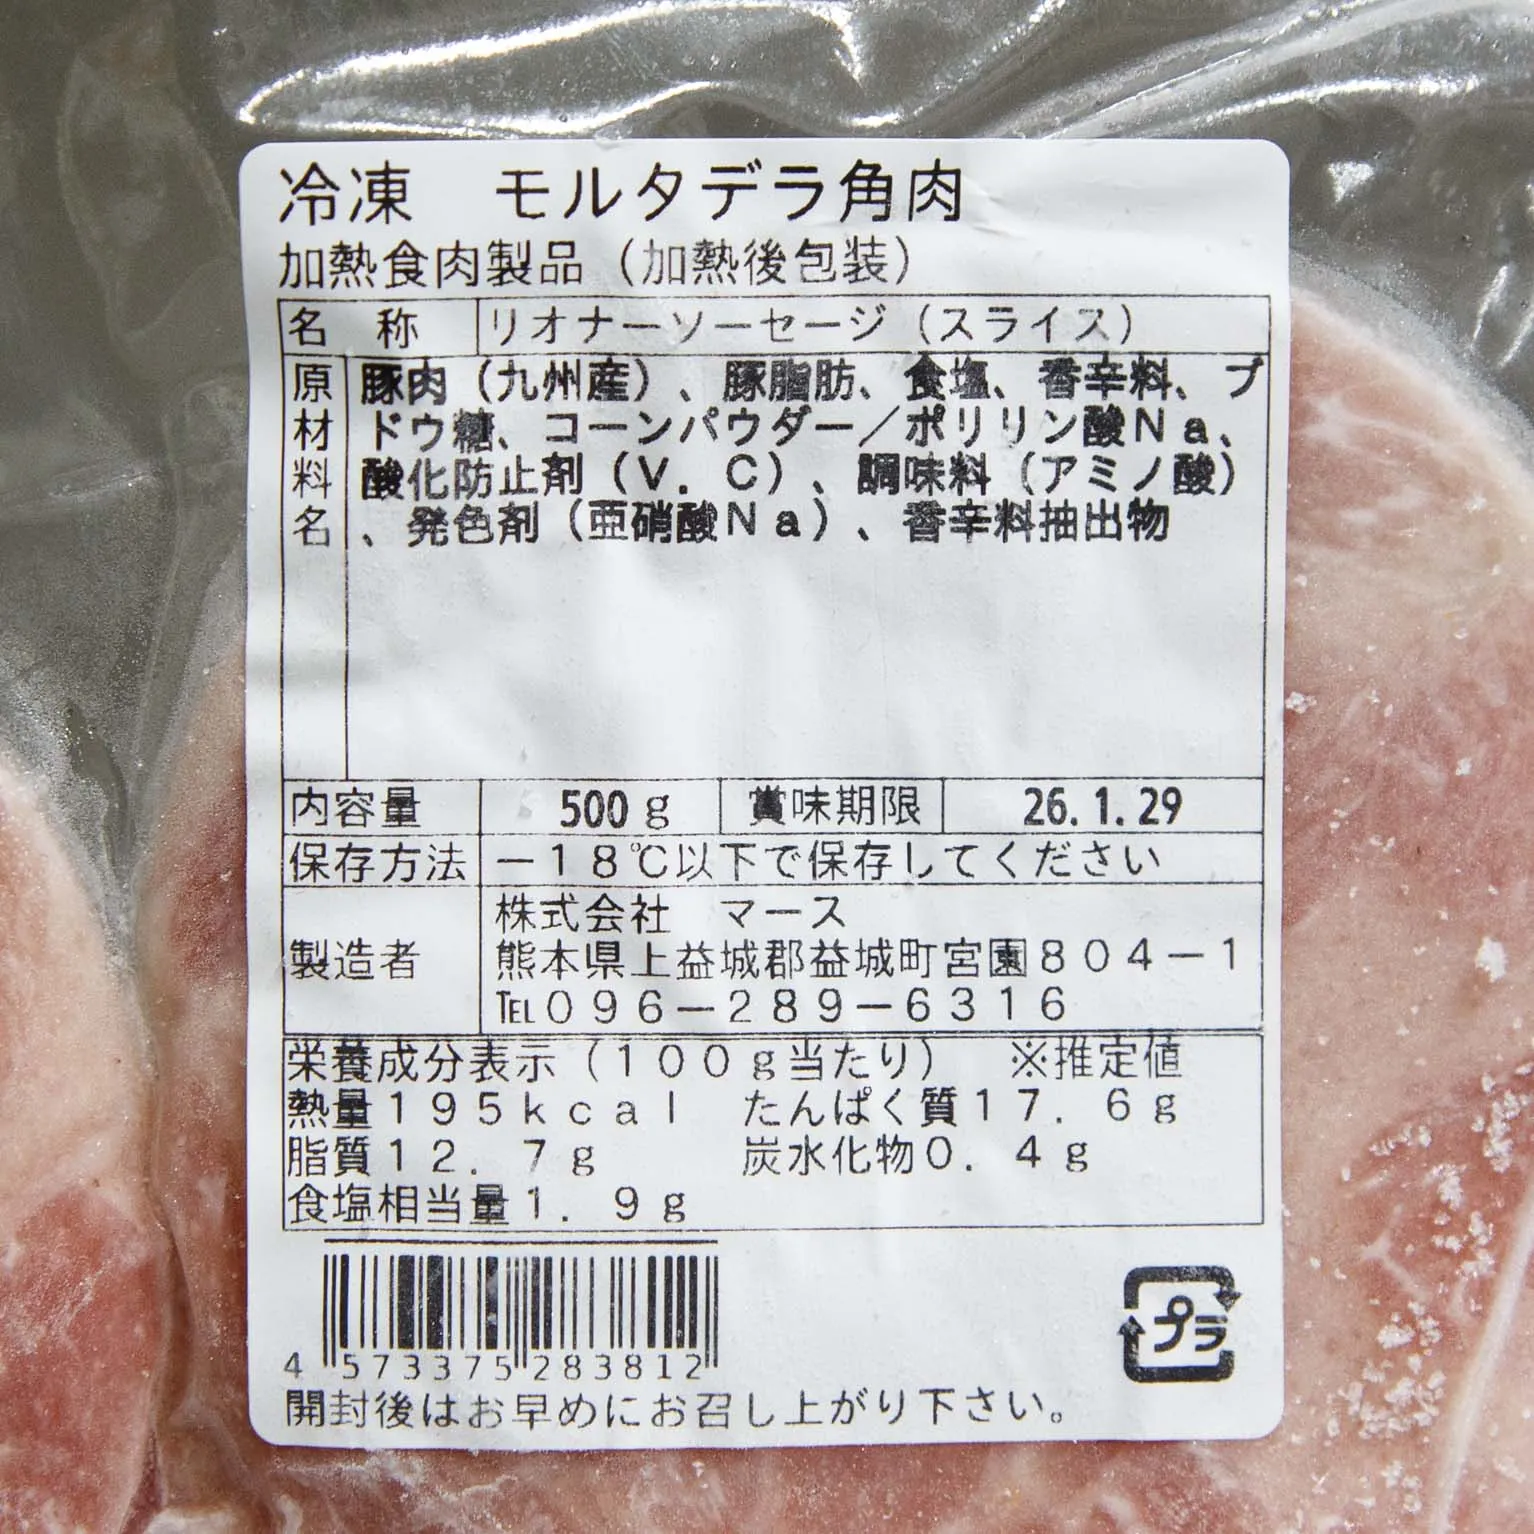 冷凍　モルタデラ角肉
加熱食肉製品（加熱後包装）
名　称　リオナーソーセージ（スライス）
原材料名　豚肉（九州産）、豚脂肪、食塩、香辛料、ブ
ドウ糖、コーンパウダー／ポリリン酸Ｎａ、
酸化防止剤（Ｖ．Ｃ）、調味料（アミノ酸）
、発色剤（亜硝酸Ｎａ）、香辛料抽出物
内容量　500ｇ　賞味期限　26.1.29
保存方法　－１８℃以下で保存してください
製造者　株式会社　マース
熊本県上益城郡益城町宮園８０４－１
℡０９６－２８９－６３１６
栄養成分表示（１００ｇ当たり）　※推定値
熱量１９５ｋｃａｌ　たんぱく質１７．６ｇ
脂質１２．７ｇ　炭水化物０．４ｇ
食塩相当量１．９ｇ
プラ
4 573375 283812
開封後はお早めにお召し上がり下さい。